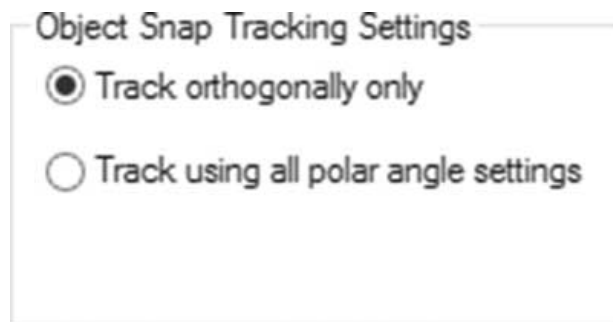 Object Snap Tracking Settings
Track orthogonally only
Track using all polar angle settings